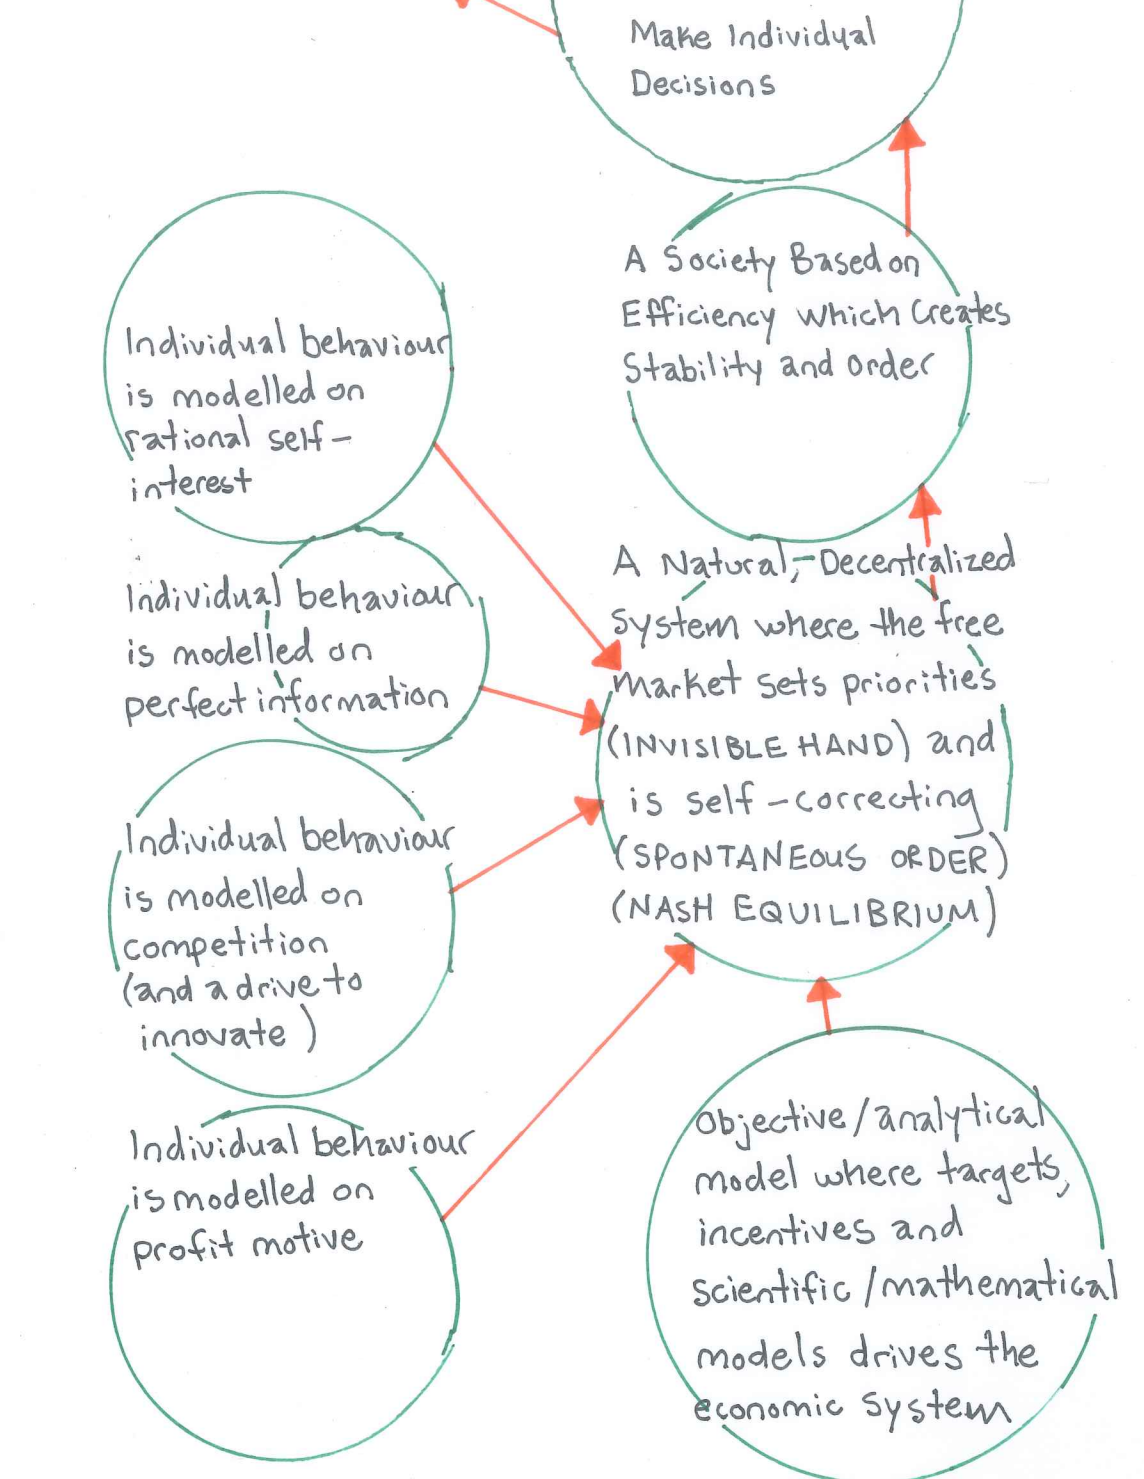 Make Individual
Decisions
A Society Based on
Efficiency which Creates
Stability and order
Individual behaviour
is modelled on
rational self-
interest
A Natural, Decentralized
system where the free
market sets priorities
(INVISIBLE HAND) and
is self-correcting
(SPONTANEOUS ORDER)
(NASH EQUILIBRIUM)
Individual behaviour
is modelled on
perfect information
Individual behaviour
is modelled on
competition
(and a drive to
innovate)
Individual behaviour
is modelled on
profit motive
Objective/analytical
model where targets,
incentives and
scientific/mathematical
models drives the
economic system